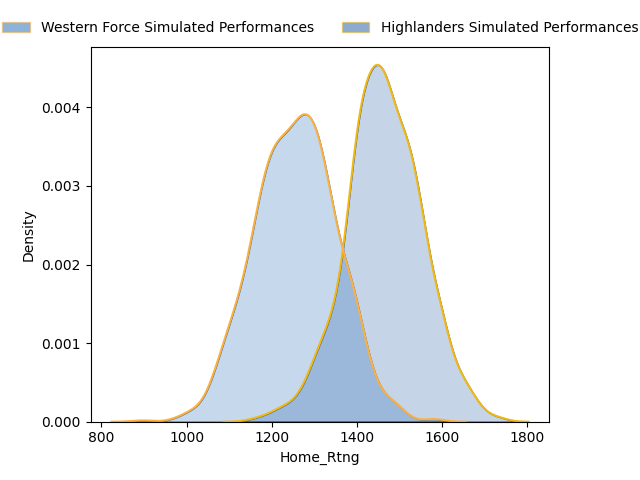 Western Force Simulated Performances
Highlanders Simulated Performances
0.004
0.003
0.002
0.001
0.000
Density
800
1000
1200
1400
1600
1800
Home_Rtng